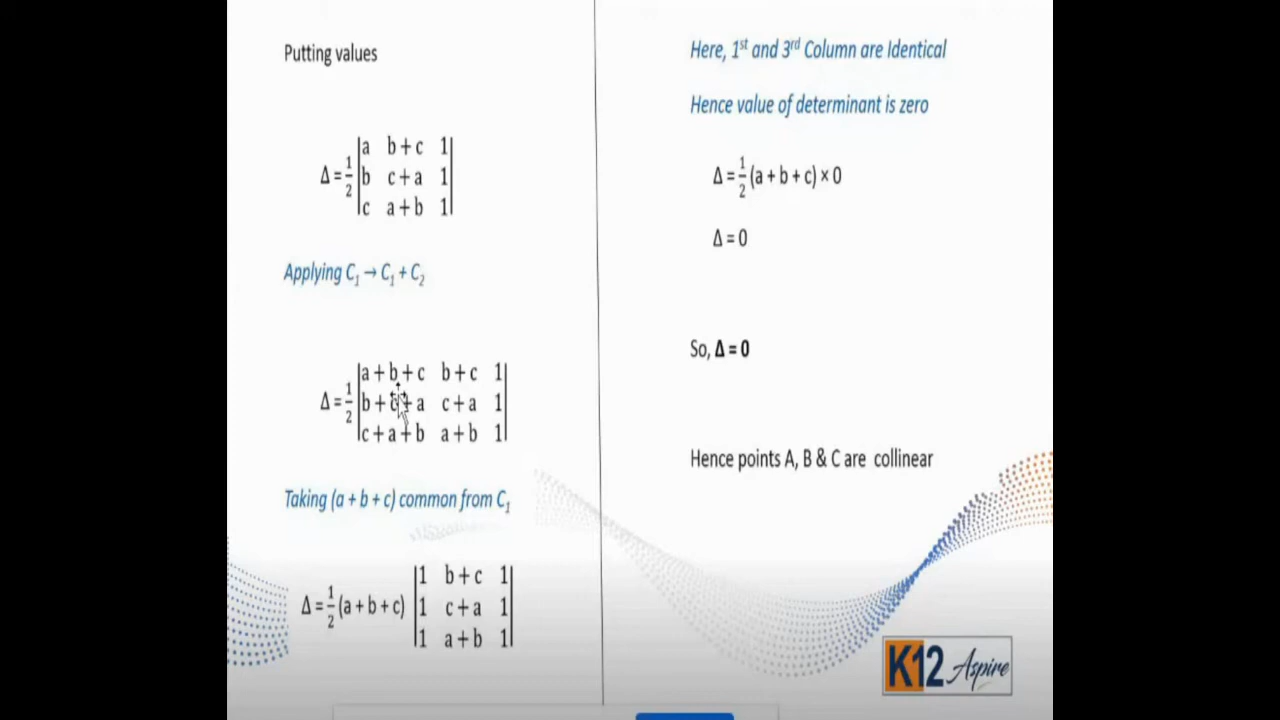 Putting values
Δ = 1/2 |a b + c 1|
|b c + a 1|
|c a + b 1|
Applying C₁ → C₁ + C₂
Δ = 1/2 |a + b + c b + c 1|
|b + c + a c + a 1|
|c + a + b a + b 1|
Taking (a + b + c) common from C₁
Δ = 1/2 (a + b + c) |1 b + c 1|
|1 c + a 1|
|1 a + b 1|
Here, 1st and 3rd Column are Identical
Hence value of determinant is zero
Δ = 1/2 (a + b + c) × 0
Δ = 0
So, Δ = 0
Hence points A, B & C are collinear
K12 Aspire